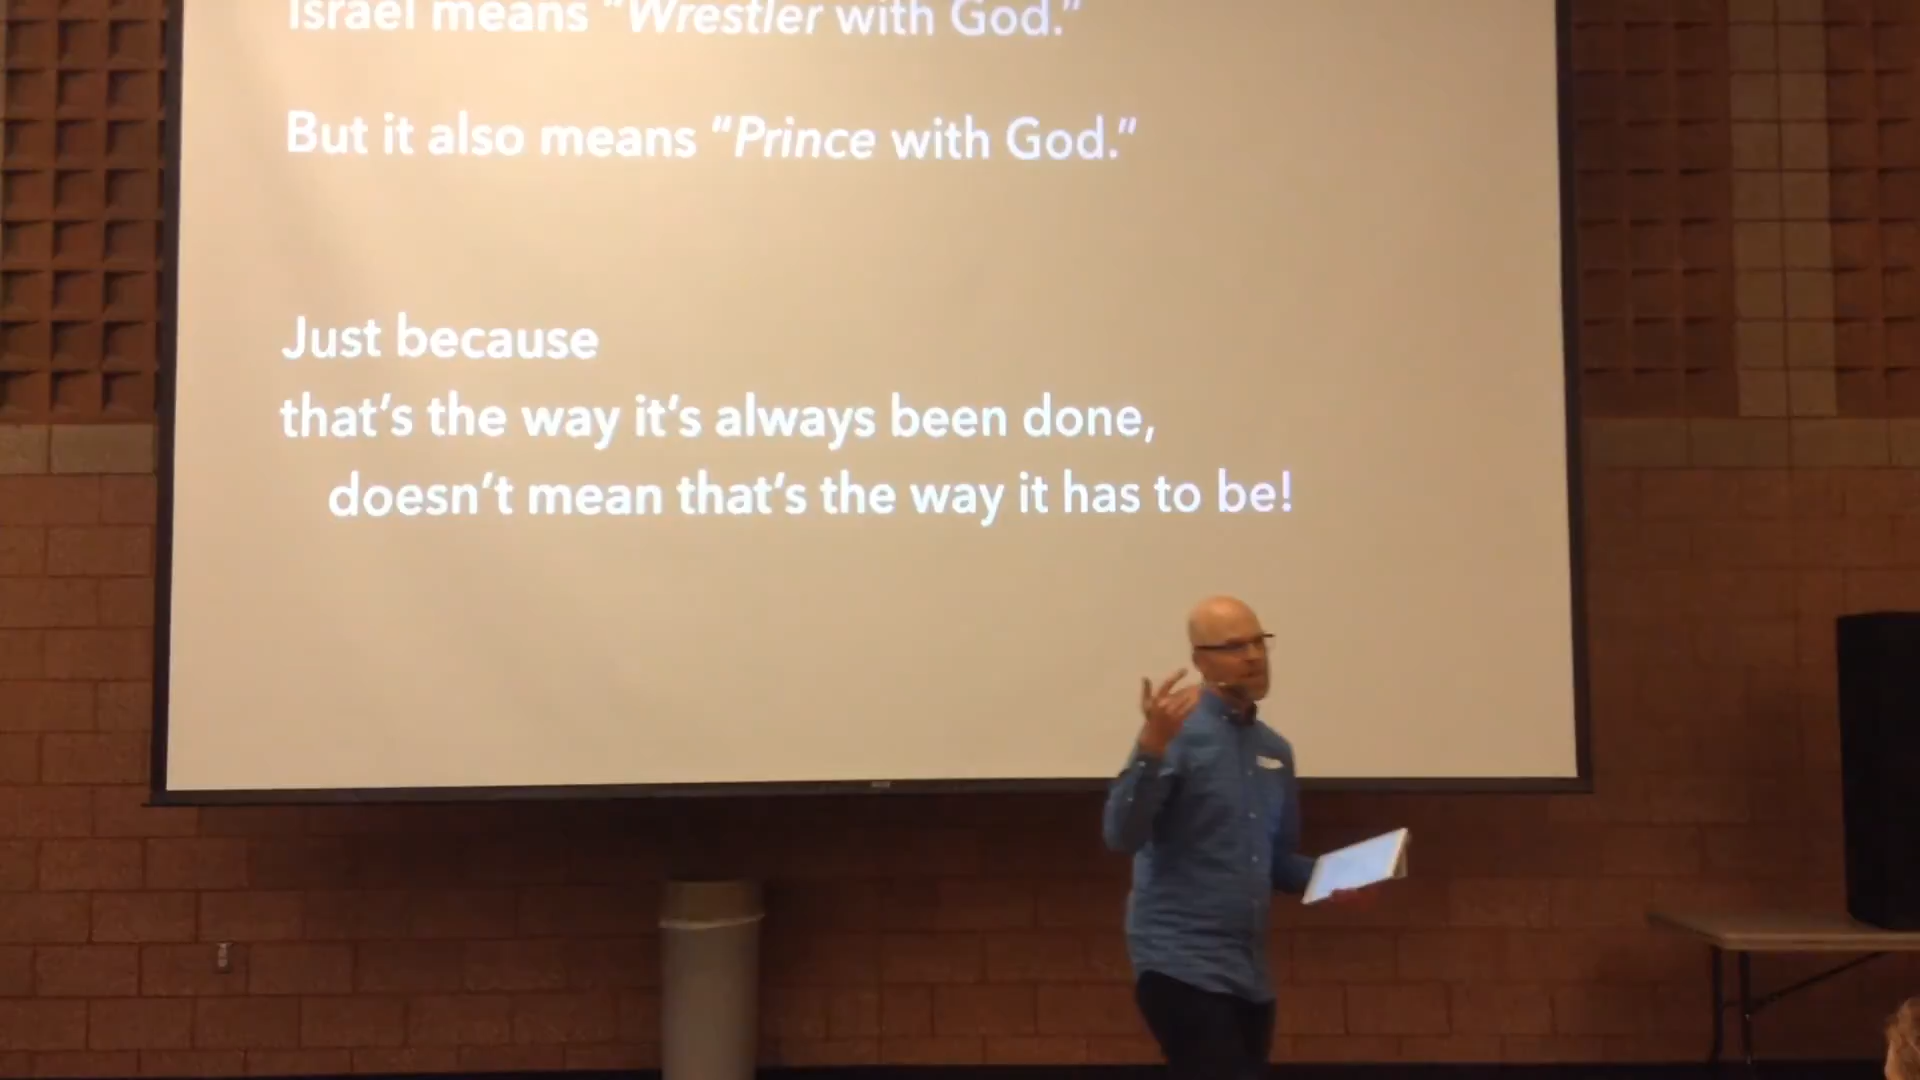 Israel means "Wrestler with God."
But it also means "Prince with God."
Just because
that's the way it's always been done,
doesn't mean that's the way it has to be!